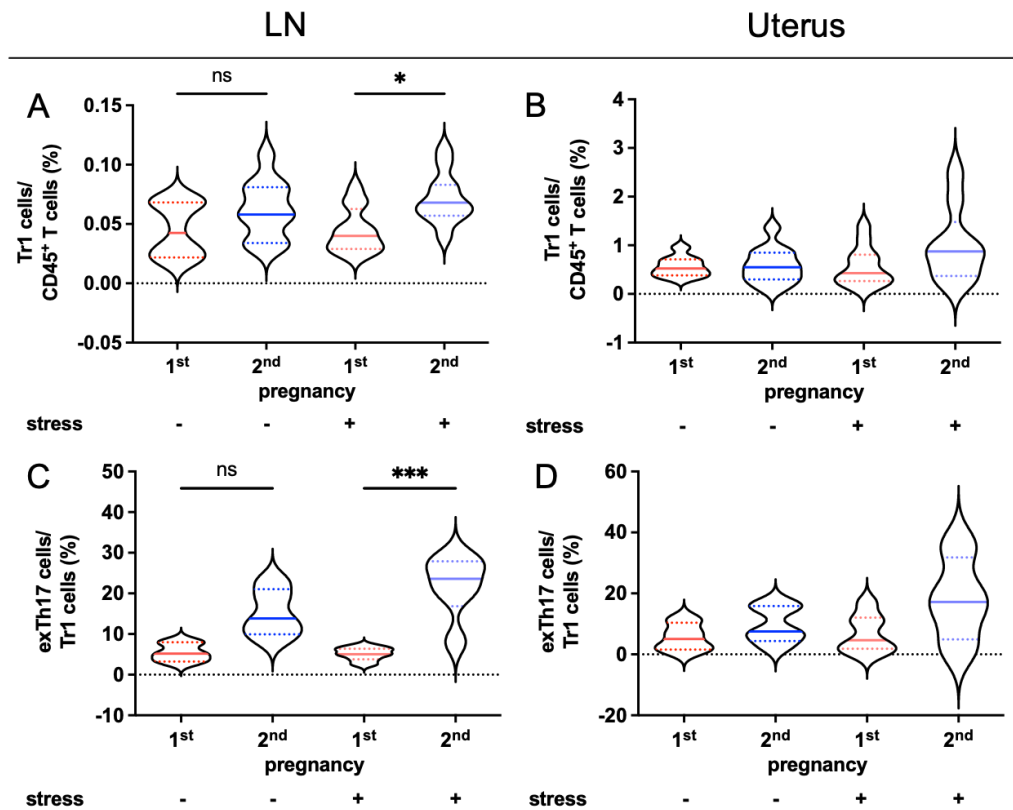 LN
Uterus
A
ns
*
Tr1 cells/
CD45⁺ T cells (%)
0.15
0.10
0.05
0.00
-0.05
1ˢᵗ 2ⁿᵈ 1ˢᵗ 2ⁿᵈ
pregnancy
stress - - + +
B
Tr1 cells/
CD45⁺ T cells (%)
4
3
2
1
0
-1
1ˢᵗ 2ⁿᵈ 1ˢᵗ 2ⁿᵈ
pregnancy
stress - - + +
C
ns
***
exTh17 cells/
Tr1 cells (%)
50
40
30
20
10
0
-10
1ˢᵗ 2ⁿᵈ 1ˢᵗ 2ⁿᵈ
pregnancy
stress - - + +
D
exTh17 cells/
Tr1 cells (%)
60
40
20
0
-20
1ˢᵗ 2ⁿᵈ 1ˢᵗ 2ⁿᵈ
pregnancy
stress - - + +